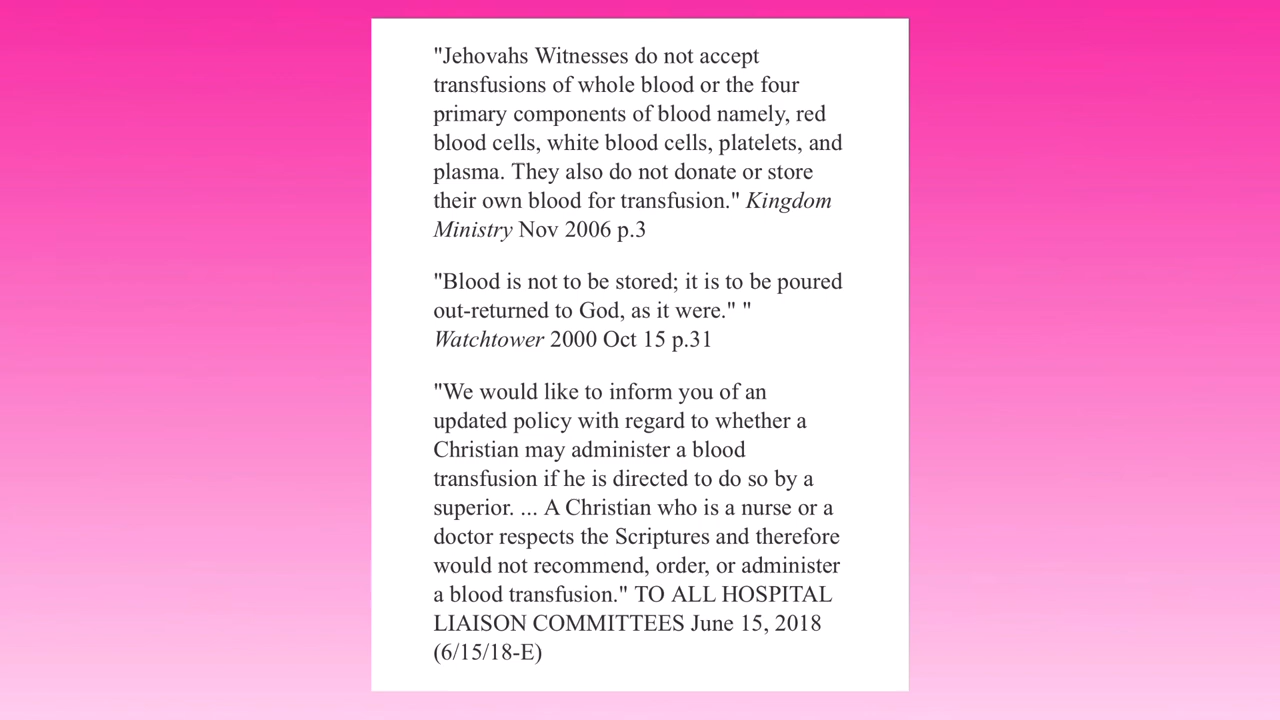 "Jehovahs Witnesses do not accept
transfusions of whole blood or the four
primary components of blood namely, red
blood cells, white blood cells, platelets, and
plasma. They also do not donate or store
their own blood for transfusion." Kingdom
Ministry Nov 2006 p.3
"Blood is not to be stored; it is to be poured
out-returned to God, as it were." "
Watchtower 2000 Oct 15 p.31
"We would like to inform you of an
updated policy with regard to whether a
Christian may administer a blood
transfusion if he is directed to do so by a
superior. ... A Christian who is a nurse or a
doctor respects the Scriptures and therefore
would not recommend, order, or administer
a blood transfusion." TO ALL HOSPITAL
LIAISON COMMITTEES June 15, 2018
(6/15/18-E)